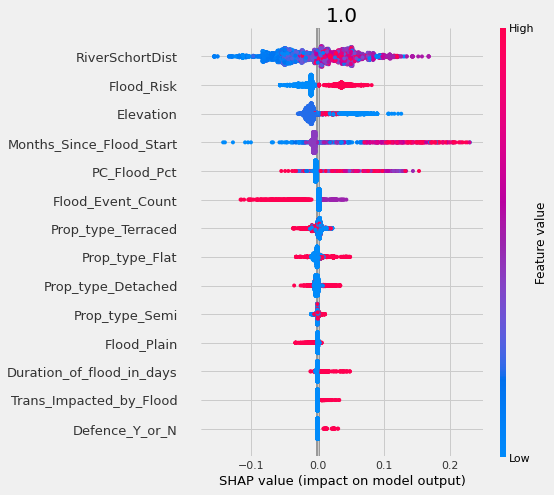 1.0
High
RiverSchortDist
Flood_Risk
Elevation
Months_Since_Flood_Start
PC_Flood_Pct
Flood_Event_Count
Prop_type_Terraced
Prop_type_Flat
Prop_type_Detached
Prop_type_Semi
Flood_Plain
Duration_of_flood_in_days
Trans_Impacted_by_Flood
Defence_Y_or_N
Feature value
Low
−0.1 0.0 0.1 0.2
SHAP value (impact on model output)